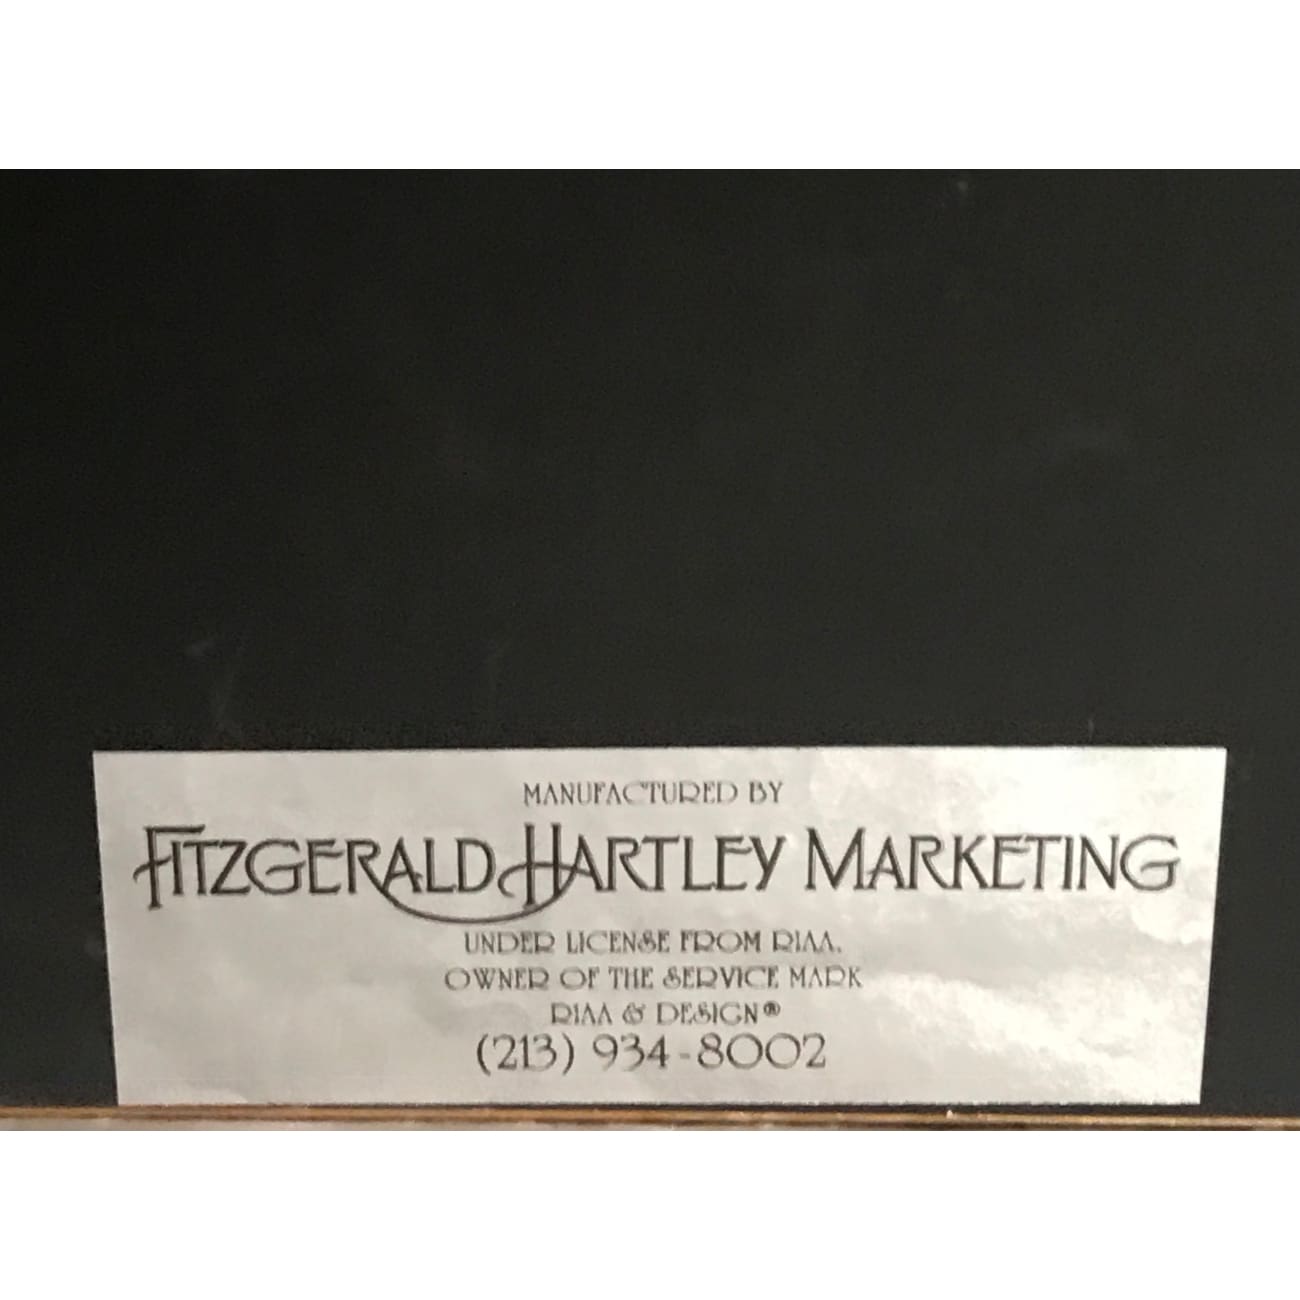 MANUFACTURED BY
FITZGERALD HARTLEY MARKETING
UNDER LICENSE FROM RIAA.
OWNER OF THE SERVICE MARK
RIAA & DESIGN®
(213) 934-8002